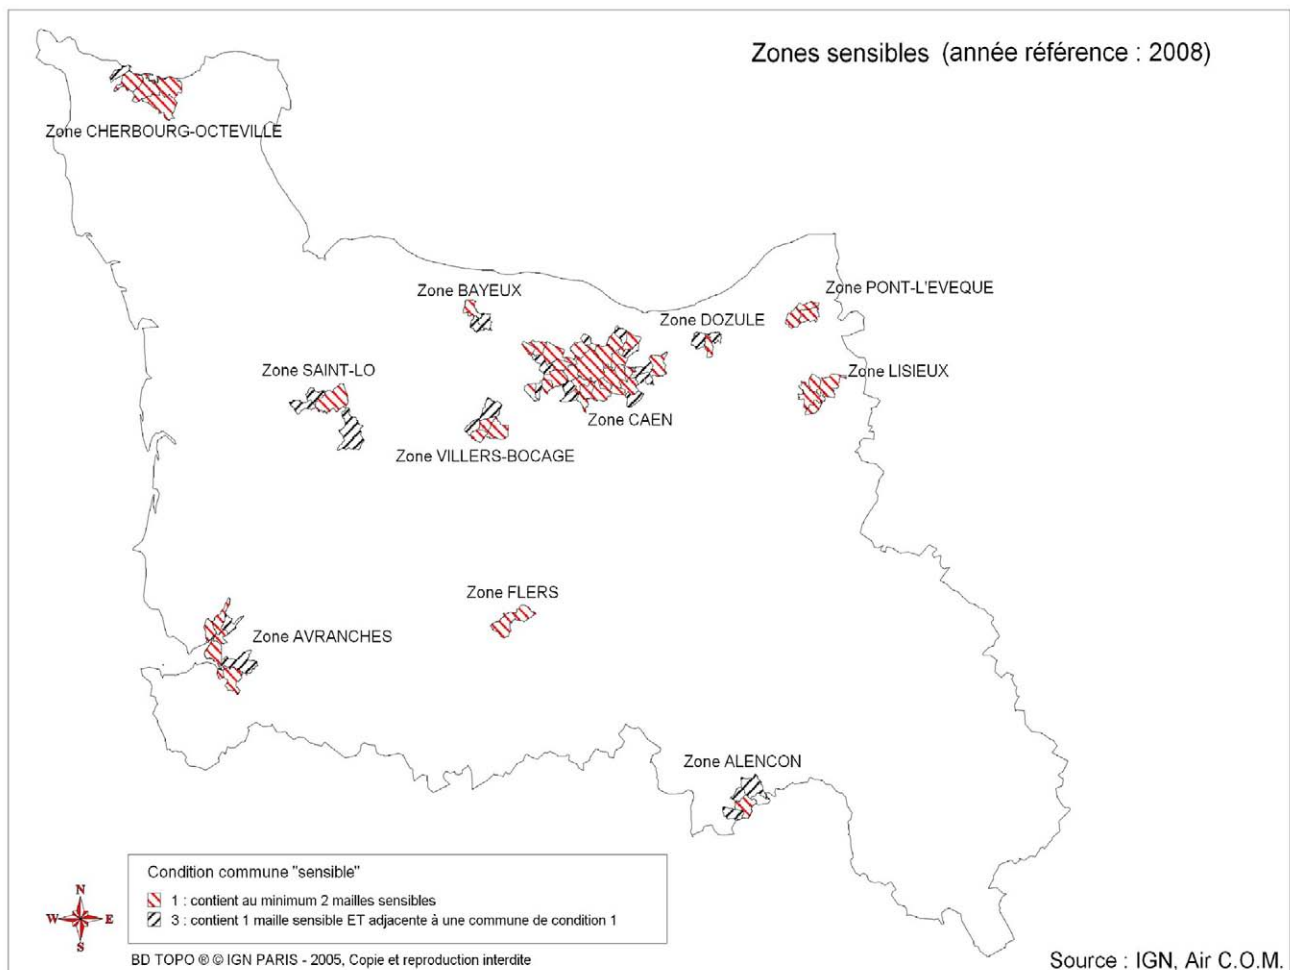 Zones sensibles (année référence : 2008)
Zone CHERBOURG-OCTEVILLE
Zone BAYEUX
Zone PONT-L'EVEQUE
Zone DOZULE
Zone SAINT-LO
Zone LISIEUX
Zone CAEN
Zone VILLERS-BOCAGE
Zone FLERS
Zone AVRANCHES
Zone ALENCON
Condition commune "sensible"
1 : contient au minimum 2 mailles sensibles
3 : contient 1 maille sensible ET adjacente à une commune de condition 1
N
W E
S
BD TOPO ® © IGN PARIS - 2005, Copie et reproduction interdite
Source : IGN, Air C.O.M.